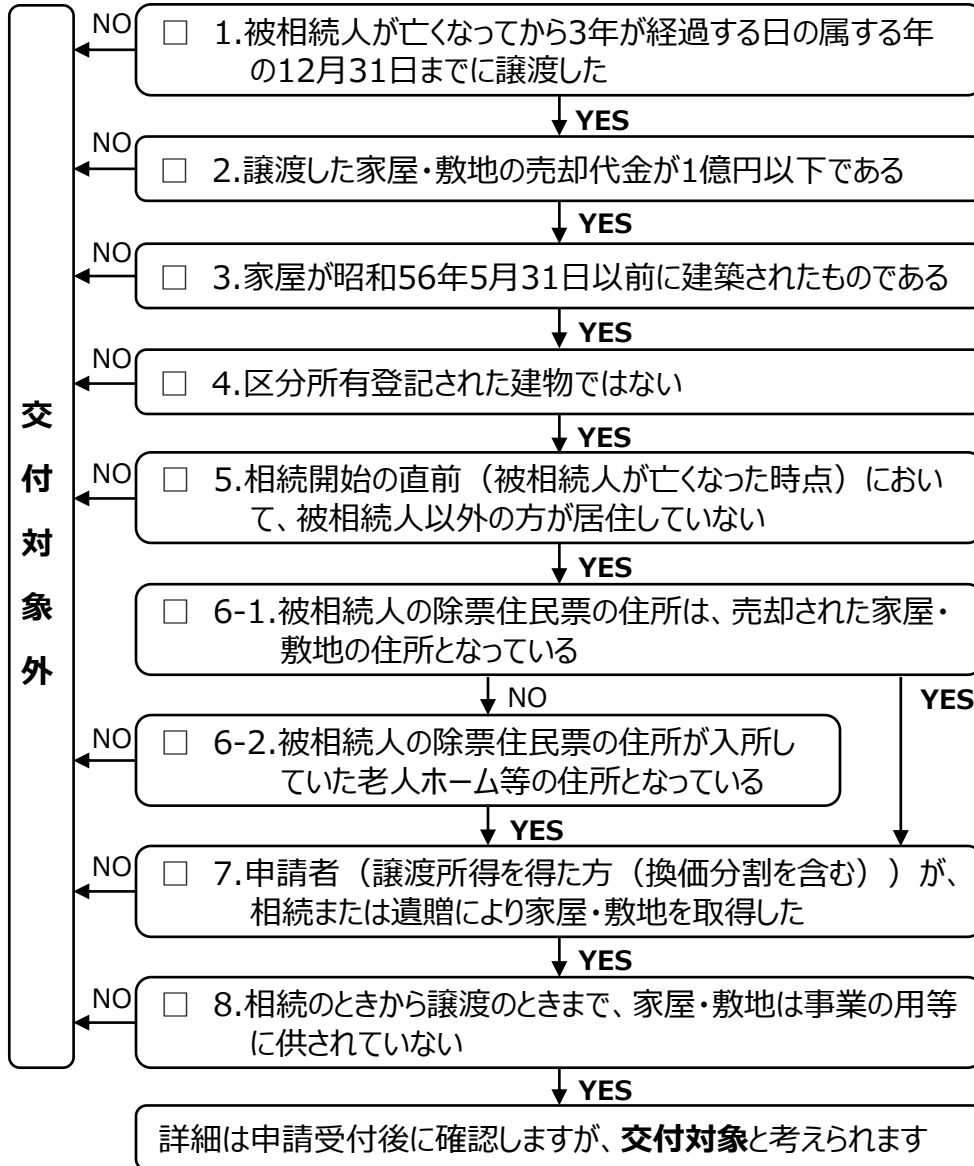 NO
□ 1.被相続人が亡くなってから3年が経過する日の属する年
の12月31日までに譲渡した
YES
NO
□ 2.譲渡した家屋・敷地の売却代金が1億円以下である
YES
NO
□ 3.家屋が昭和56年5月31日以前に建築されたものである
YES
NO
□ 4.区分所有登記された建物ではない
YES
NO
□ 5.相続開始の直前（被相続人が亡くなった時点）におい
て、被相続人以外の方が居住していない
YES
□ 6-1.被相続人の除票住民票の住所は、売却された家屋・
敷地の住所となっている
NO
YES
NO
□ 6-2.被相続人の除票住民票の住所が入所し
ていた老人ホーム等の住所となっている
YES
NO
□ 7.申請者（譲渡所得を得た方（換価分割を含む））が、
相続または遺贈により家屋・敷地を取得した
YES
NO
□ 8.相続のときから譲渡のときまで、家屋・敷地は事業の用等
に供されていない
YES
詳細は申請受付後に確認しますが、交付対象と考えられます
交付対象外